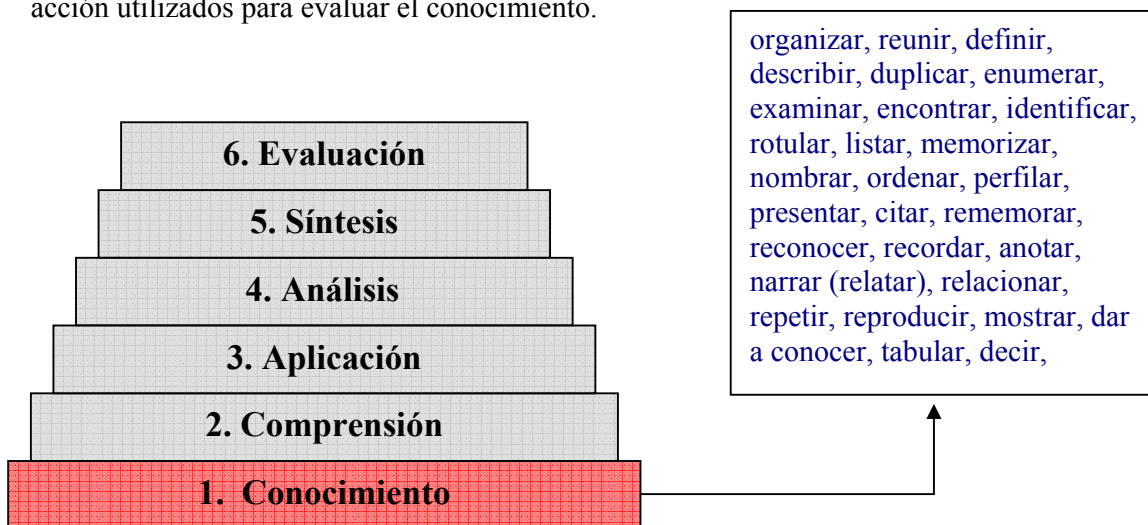 acción utilizados para evaluar el conocimiento.
organizar, reunir, definir,
describir, duplicar, enumerar,
examinar, encontrar, identificar,
rotular, listar, memorizar,
nombrar, ordenar, perfilar,
presentar, citar, rememorar,
reconocer, recordar, anotar,
narrar (relatar), relacionar,
repetir, reproducir, mostrar, dar
a conocer, tabular, decir,
6. Evaluación
5. Síntesis
4. Análisis
3. Aplicación
2. Comprensión
1. Conocimiento